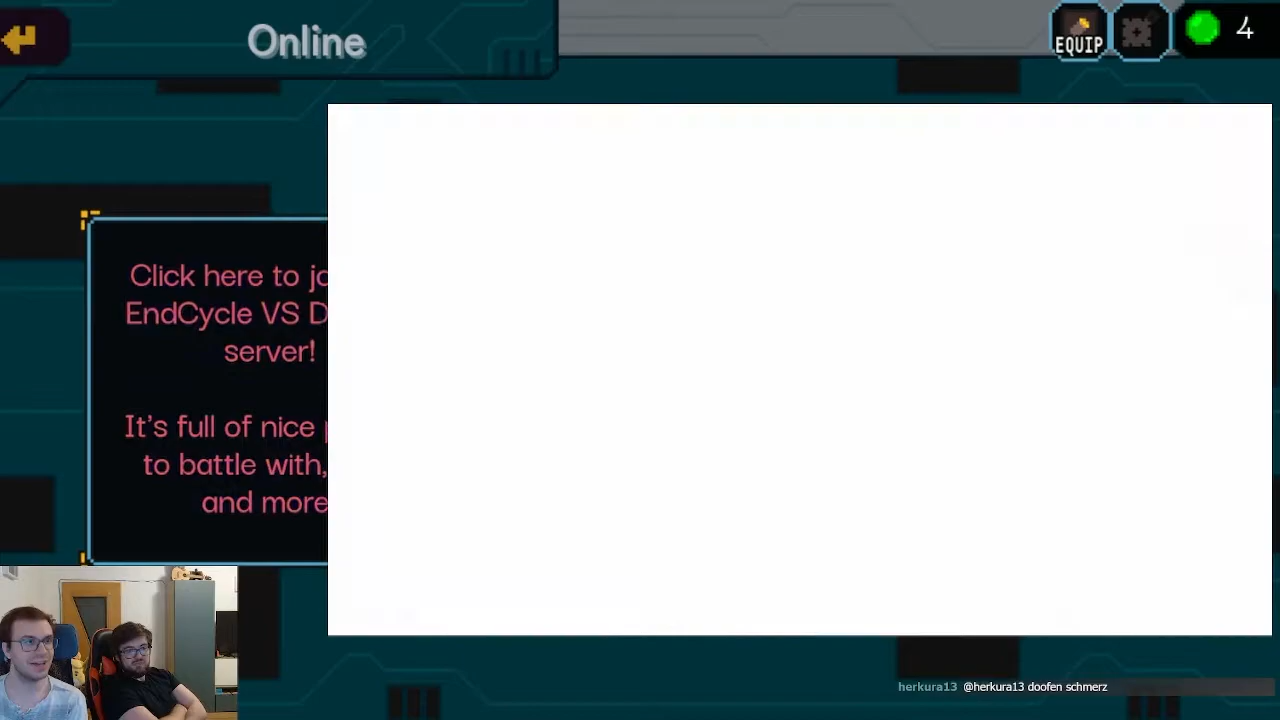 Online
EQUIP
4
Click here to jo
EndCycle VS D
server!
It's full of nice p
to battle with,
and more
herkura13 @herkura13 doofen schmerz